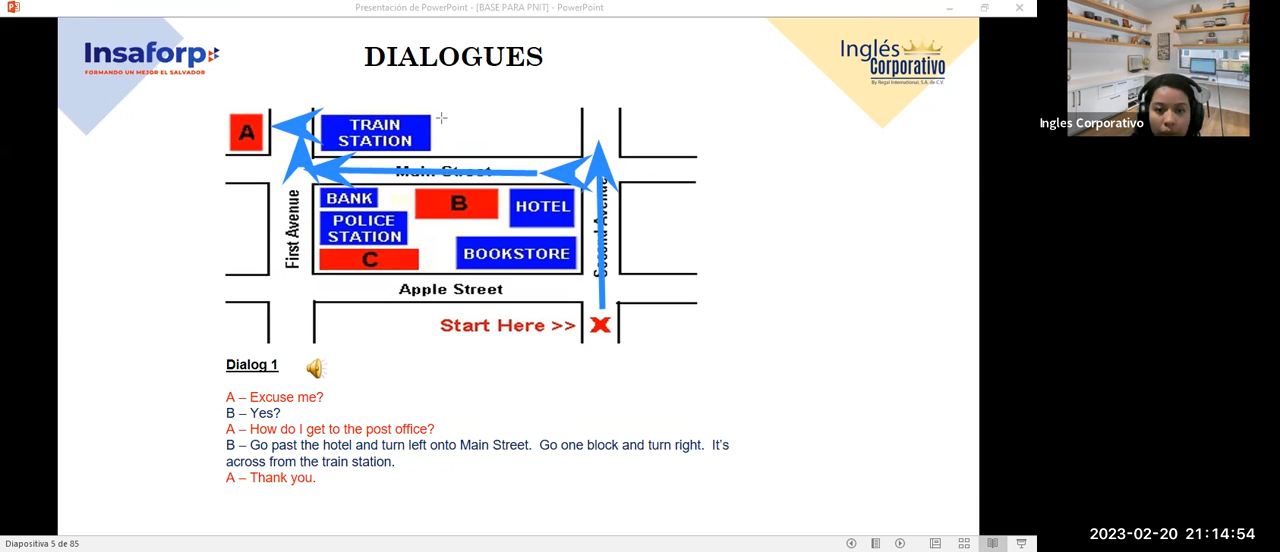 Presentación de PowerPoint - [BASE PARA PNIT] - PowerPoint
Insaforp
FORMANDO UN MEJOR EL SALVADOR
DIALOGUES
Inglés
Corporativo
By Regal International, S.A. de C.V.
Ingles Corporativo
A
TRAIN
STATION
Main Street
BANK
B
HOTEL
POLICE
STATION
First Avenue
Second Avenue
C
BOOKSTORE
Apple Street
Start Here >> X
Dialog 1
A – Excuse me?
B – Yes?
A – How do I get to the post office?
B – Go past the hotel and turn left onto Main Street. Go one block and turn right. It's
across from the train station.
A – Thank you.
2023-02-20 21:14:54
Diapositiva 5 de 85